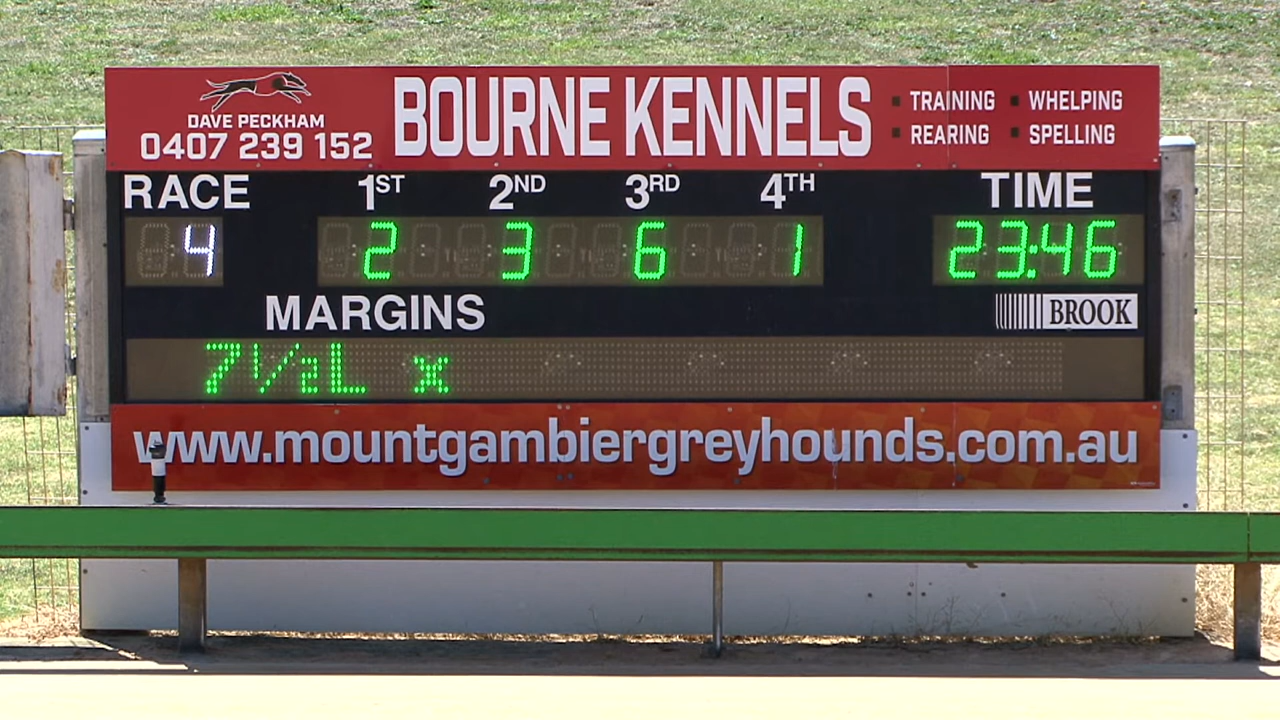 DAVE PECKHAM
0407 239 152
BOURNE KENNELS
▪ TRAINING ▪ WHELPING
▪ REARING ▪ SPELLING
RACE 1ST 2ND 3RD 4TH TIME
4 2 3 6 1 23:46
MARGINS
BROOK
7½L x
www.mountgambiergreyhounds.com.au